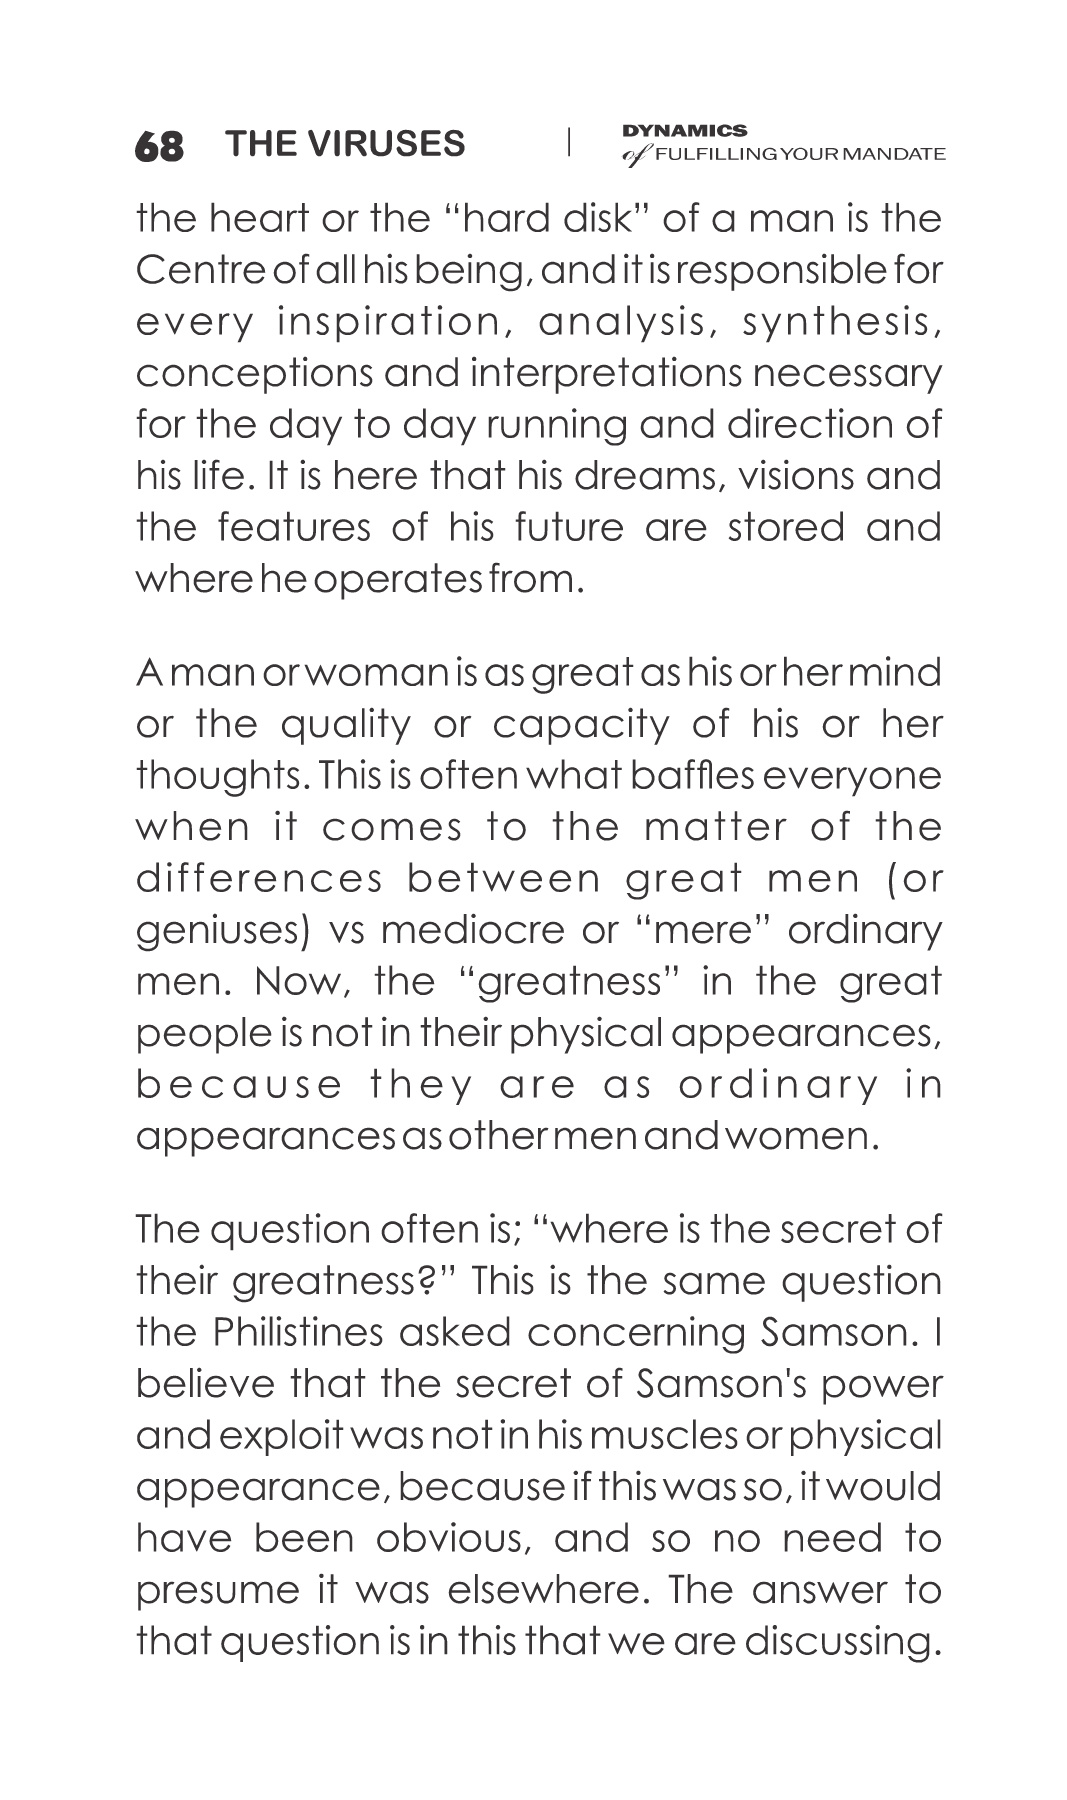 68 THE VIRUSES
DYNAMICS
of FULFILLING YOUR MANDATE
the heart or the “hard disk” of a man is the
Centre of all his being, and it is responsible for
every inspiration, analysis, synthesis,
conceptions and interpretations necessary
for the day to day running and direction of
his life. It is here that his dreams, visions and
the features of his future are stored and
where he operates from.
A man or woman is as great as his or her mind
or the quality or capacity of his or her
thoughts. This is often what baffles everyone
when it comes to the matter of the
differences between great men (or
geniuses) vs mediocre or “mere” ordinary
men. Now, the “greatness” in the great
people is not in their physical appearances,
because they are as ordinary in
appearances as other men and women.
The question often is; “where is the secret of
their greatness?” This is the same question
the Philistines asked concerning Samson. I
believe that the secret of Samson's power
and exploit was not in his muscles or physical
appearance, because if this was so, it would
have been obvious, and so no need to
presume it was elsewhere. The answer to
that question is in this that we are discussing.